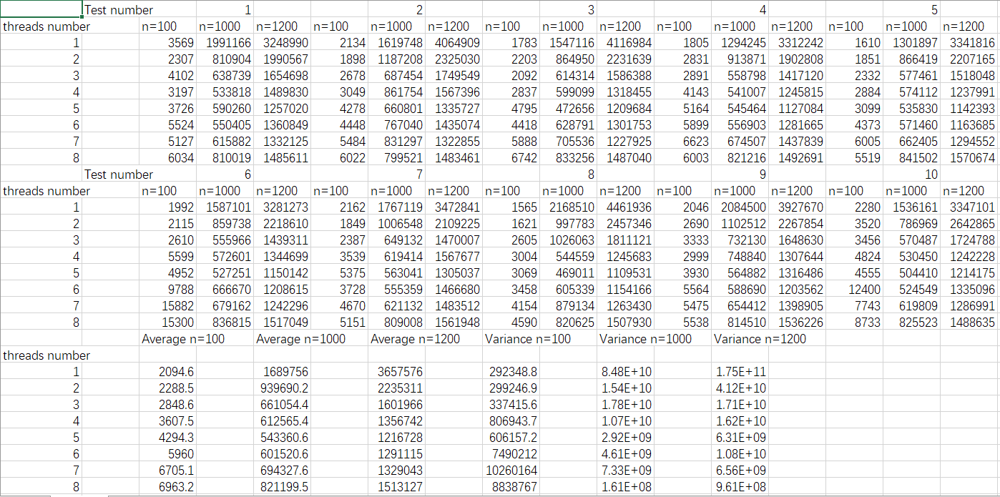 Test number 1 2 3 4 5
threads number n=100 n=1000 n=1200 n=100 n=1000 n=1200 n=100 n=1000 n=1200 n=100 n=1000 n=1200 n=100 n=1000 n=1200
1 3569 1991166 3248990 2134 1619748 4064909 1783 1547116 4116984 1805 1294245 3312242 1610 1301897 3341816
2 2307 810904 1990567 1898 1187208 2325030 2203 864950 2231639 2831 913871 1902808 1851 866419 2207165
3 4102 638739 1654698 2678 687454 1749549 2092 614314 1586388 2891 558798 1417120 2332 577461 1518048
4 3197 533818 1489830 3049 861754 1567396 2837 599099 1318455 4143 541007 1245815 2884 574112 1237991
5 3726 590260 1257020 4278 660801 1335727 4795 472656 1209684 5164 545464 1127084 3099 535830 1142393
6 5524 550405 1360849 4448 767040 1435074 4418 628791 1301753 5899 556903 1281665 4373 571460 1163685
7 5127 615882 1332125 5484 831297 1322855 5888 705536 1227925 6623 674507 1437839 6005 662405 1294552
8 6034 810019 1485611 6022 799521 1483461 6742 833256 1487040 6003 821216 1492691 5519 841502 1570674
Test number 6 7 8 9 10
threads number n=100 n=1000 n=1200 n=100 n=1000 n=1200 n=100 n=1000 n=1200 n=100 n=1000 n=1200 n=100 n=1000 n=1200
1 1992 1587101 3281273 2162 1767119 3472841 1565 2168510 4461936 2046 2084500 3927670 2280 1536161 3347101
2 2115 859738 2218610 1849 1006548 2109225 1621 997783 2457346 2690 1102512 2267854 3520 786969 2642865
3 2610 555966 1439311 2387 649132 1470007 2605 1026063 1811121 3333 732130 1648630 3456 570487 1724788
4 5599 572601 1344699 3539 619414 1567677 3004 544559 1245683 2999 748840 1307644 4824 530450 1242228
5 4952 527251 1150142 5375 563041 1305037 3069 469011 1109531 3930 564882 1316486 4555 504410 1214175
6 9788 666670 1208615 3728 555359 1466680 3458 605339 1154166 5564 588690 1203562 12400 524549 1335096
7 15882 679162 1242296 4670 621132 1483512 4154 879134 1263430 5475 654412 1398905 7743 619809 1286991
8 15300 836815 1517049 5151 809008 1561948 4590 820625 1507930 5538 814510 1536226 8733 825523 1488635
Average n=100 Average n=1000 Average n=1200 Variance n=100 Variance n=1000 Variance n=1200
threads number
1 2094.6 1689756 3657576 292348.8 8.48E+10 1.75E+11
2 2288.5 939690.2 2235311 299246.9 1.54E+10 4.12E+10
3 2848.6 661054.4 1601966 337415.6 1.78E+10 1.71E+10
4 3607.5 612565.4 1356742 806943.7 1.07E+10 1.62E+10
5 4294.3 543360.6 1216728 606157.2 2.92E+09 6.31E+09
6 5960 601520.6 1291115 7490212 4.61E+09 1.08E+10
7 6705.1 694327.6 1329043 10260164 7.33E+09 6.56E+09
8 6963.2 821199.5 1513127 8838767 1.61E+08 9.61E+08